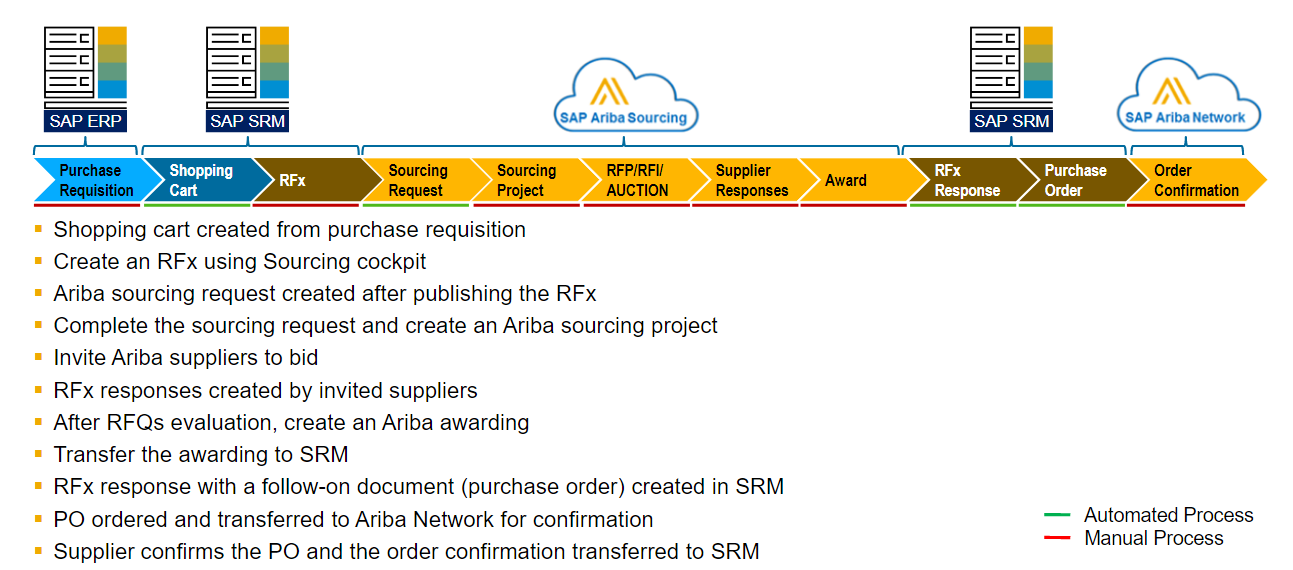 SAP ERP
SAP SRM
SAP Ariba Sourcing
SAP SRM
SAP Ariba Network
Purchase
Requisition
Shopping
Cart
RFx
Sourcing
Request
Sourcing
Project
RFP/RFI/
AUCTION
Supplier
Responses
Award
RFx
Response
Purchase
Order
Order
Confirmation
Shopping cart created from purchase requisition
Create an RFx using Sourcing cockpit
Ariba sourcing request created after publishing the RFx
Complete the sourcing request and create an Ariba sourcing project
Invite Ariba suppliers to bid
RFx responses created by invited suppliers
After RFQs evaluation, create an Ariba awarding
Transfer the awarding to SRM
RFx response with a follow-on document (purchase order) created in SRM
PO ordered and transferred to Ariba Network for confirmation
Supplier confirms the PO and the order confirmation transferred to SRM
Automated Process
Manual Process